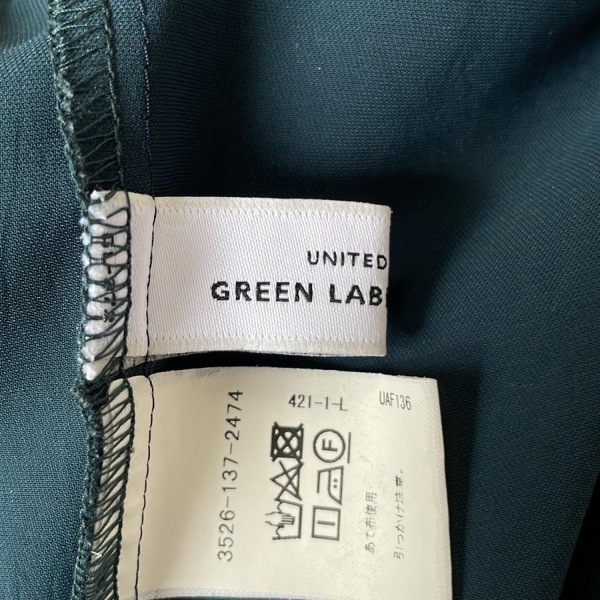 UNITED
GREEN LAB
421-1-L
UAF136
3526-137-2474
F
あて布使用
引っかけ注意。